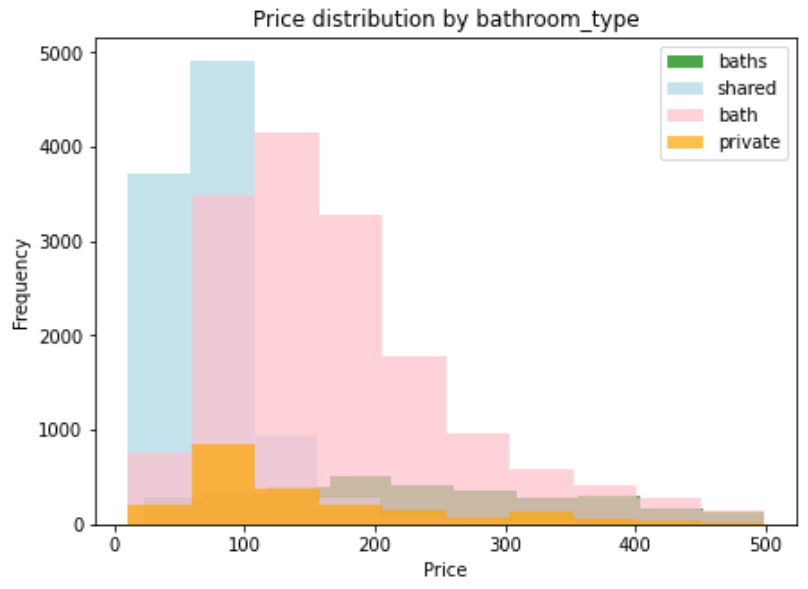 Price distribution by bathroom_type
baths
shared
bath
private
5000
4000
3000
2000
1000
0
Frequency
0 100 200 300 400 500
Price